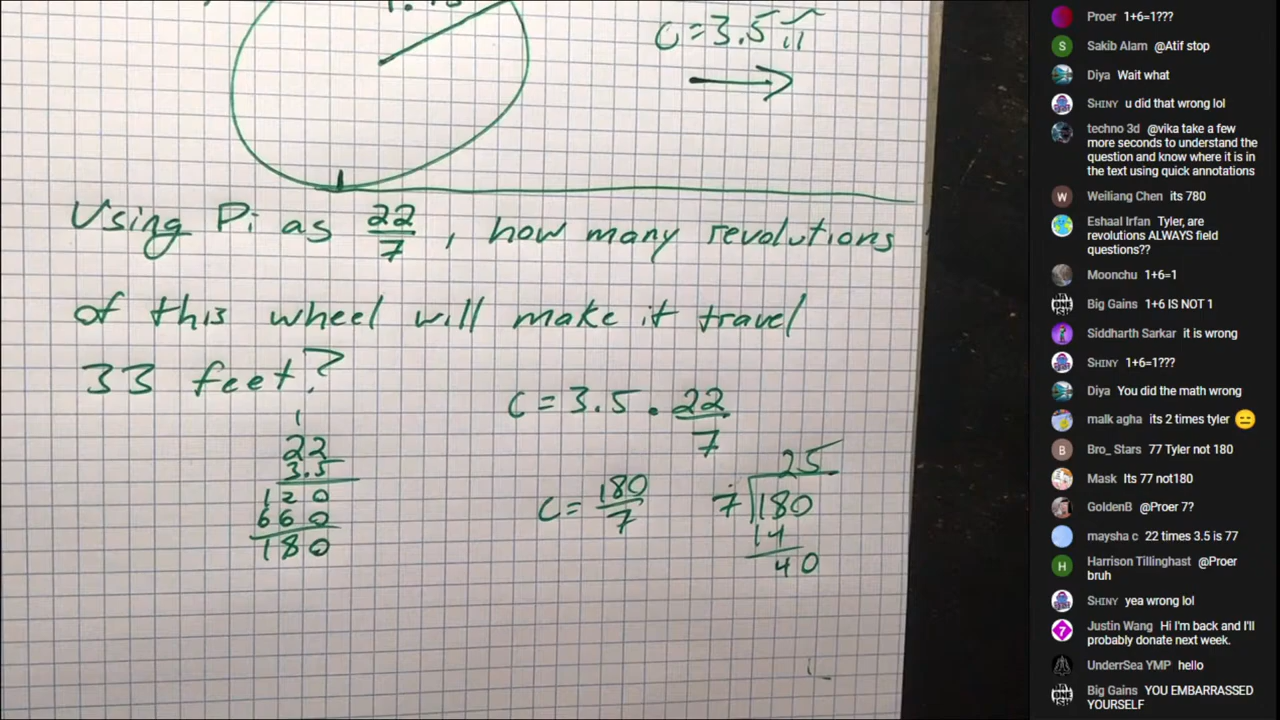 1.75
C=3.5π
Using Pi as 22/7, how many revolutions
of this wheel will make it travel
33 feet?
1
22
3.5
120
660
180
C=3.5·22/7
C=180/7
25
7 180
14
40
Proer 1+6=1???
Sakib Alam @Atif stop
Diya Wait what
SHINY u did that wrong lol
techno 3d @vika take a few
more seconds to understand the
question and know where it is in
the text using quick annotations
Weiliang Chen its 780
Eshaal Irfan Tyler, are
revolutions ALWAYS field
questions??
Moonchu 1+6=1
Big Gains 1+6 IS NOT 1
Siddharth Sarkar it is wrong
SHINY 1+6=1???
Diya You did the math wrong
malk agha its 2 times tyler 😑
Bro_ Stars 77 Tyler not 180
Mask Its 77 not180
GoldenB @Proer 7?
maysha c 22 times 3.5 is 77
Harrison Tillinghast @Proer
bruh
SHINY yea wrong lol
Justin Wang Hi I'm back and I'll
probably donate next week.
UnderrSea YMP hello
Big Gains YOU EMBARRASSED
YOURSELF